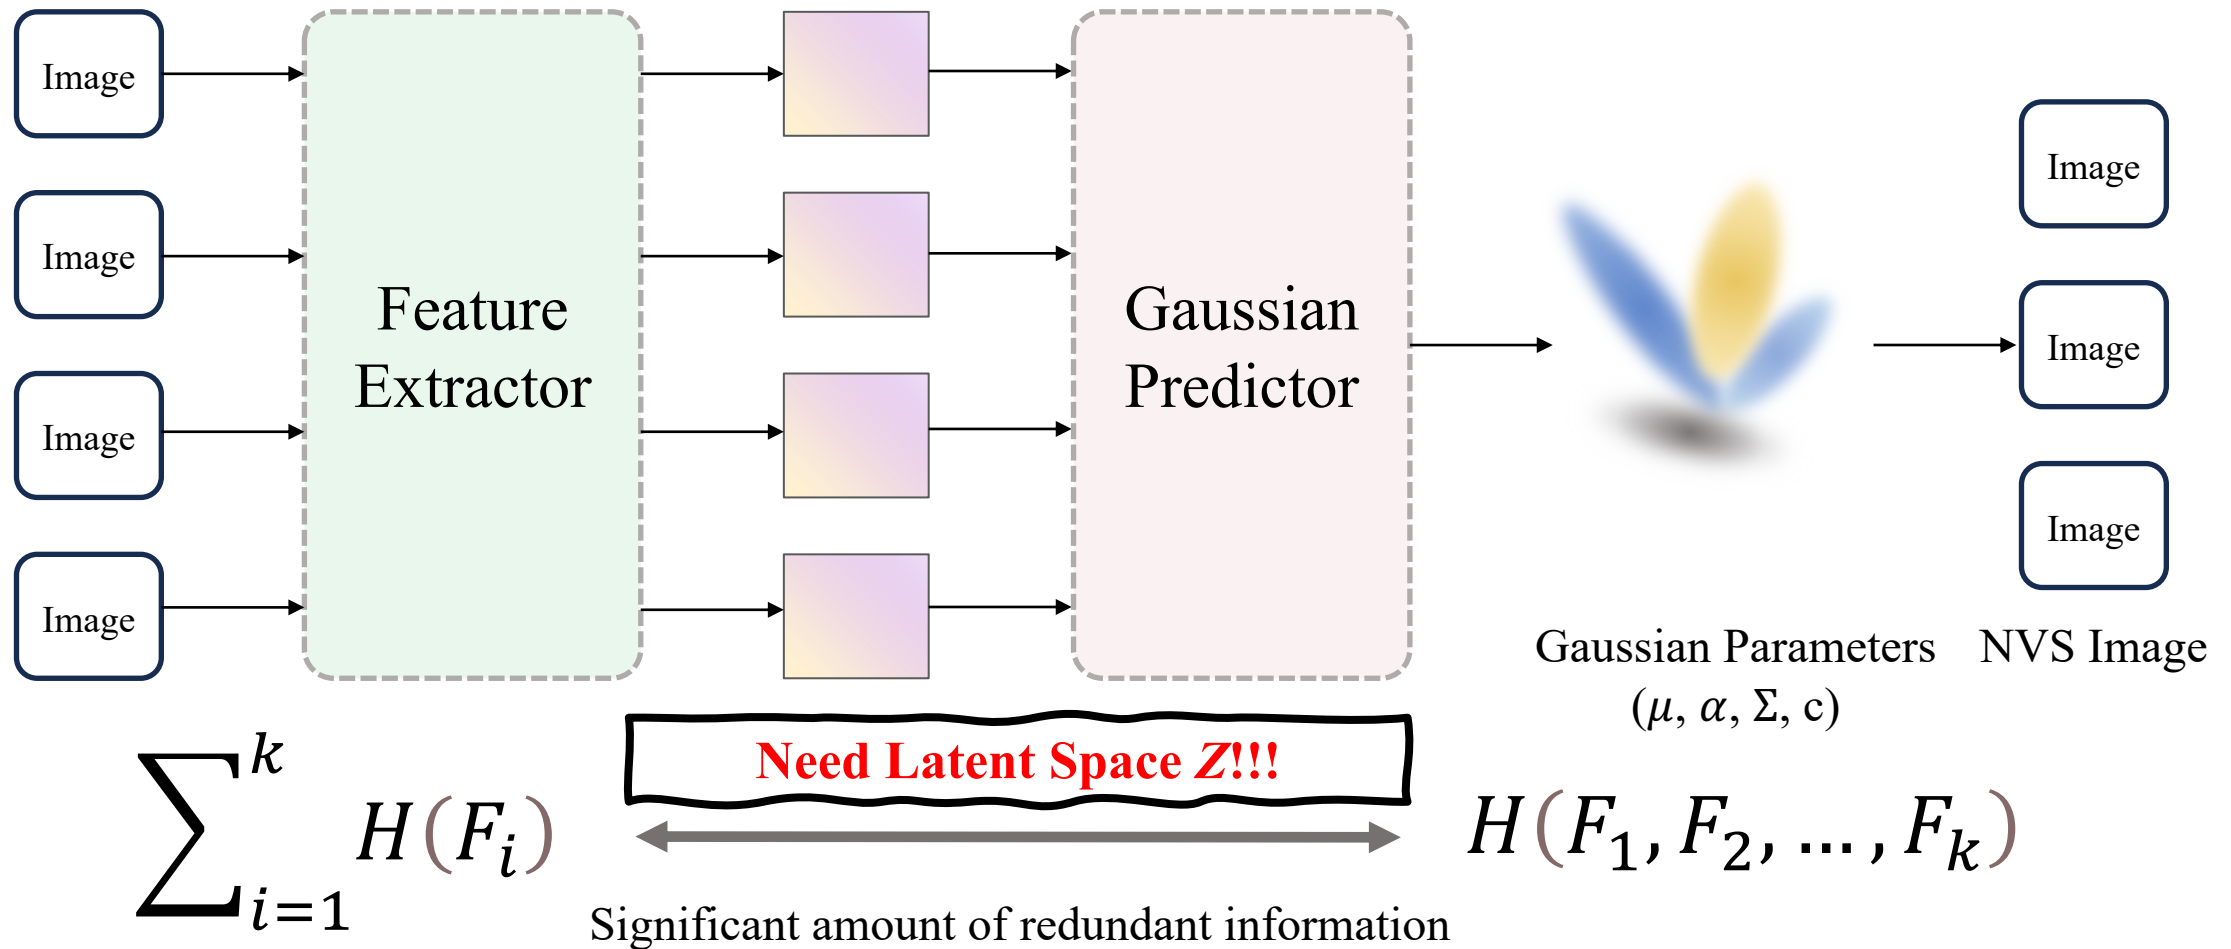 Image
Image
Image
Image
Feature
Extractor
Gaussian
Predictor
Image
Image
Image
Gaussian Parameters
(μ, α, Σ, c)
NVS Image
Need Latent Space Z!!!
∑_{i=1}^{k} H(F_i)
H(F_1, F_2, ..., F_k)
Significant amount of redundant information